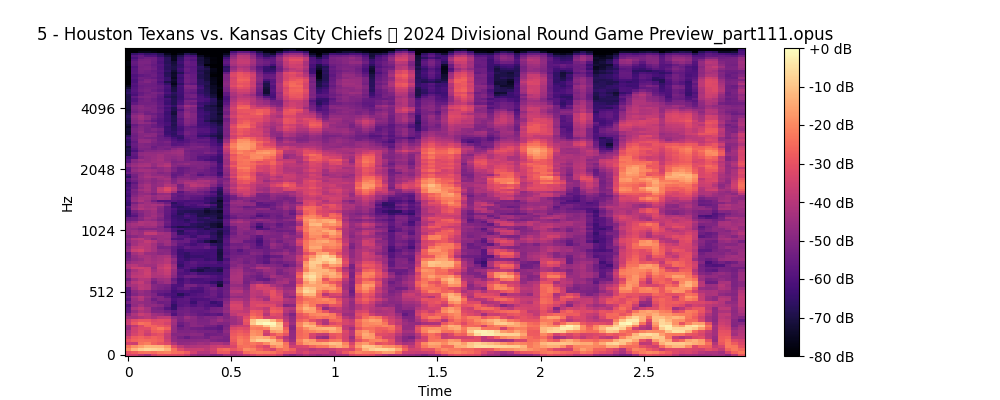 5 - Houston Texans vs. Kansas City Chiefs ▯ 2024 Divisional Round Game Preview_part111.opus
+0 dB
4096
-10 dB
-20 dB
2048
-30 dB
Hz
-40 dB
1024
-50 dB
512
-60 dB
-70 dB
0
-80 dB
0 0.5 1 1.5 2 2.5
Time